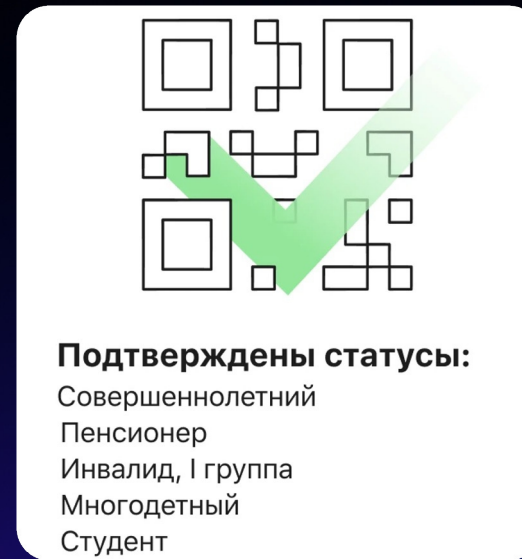 Подтверждены статусы:
Совершеннолетний
Пенсионер
Инвалид, I группа
Многодетный
Студент